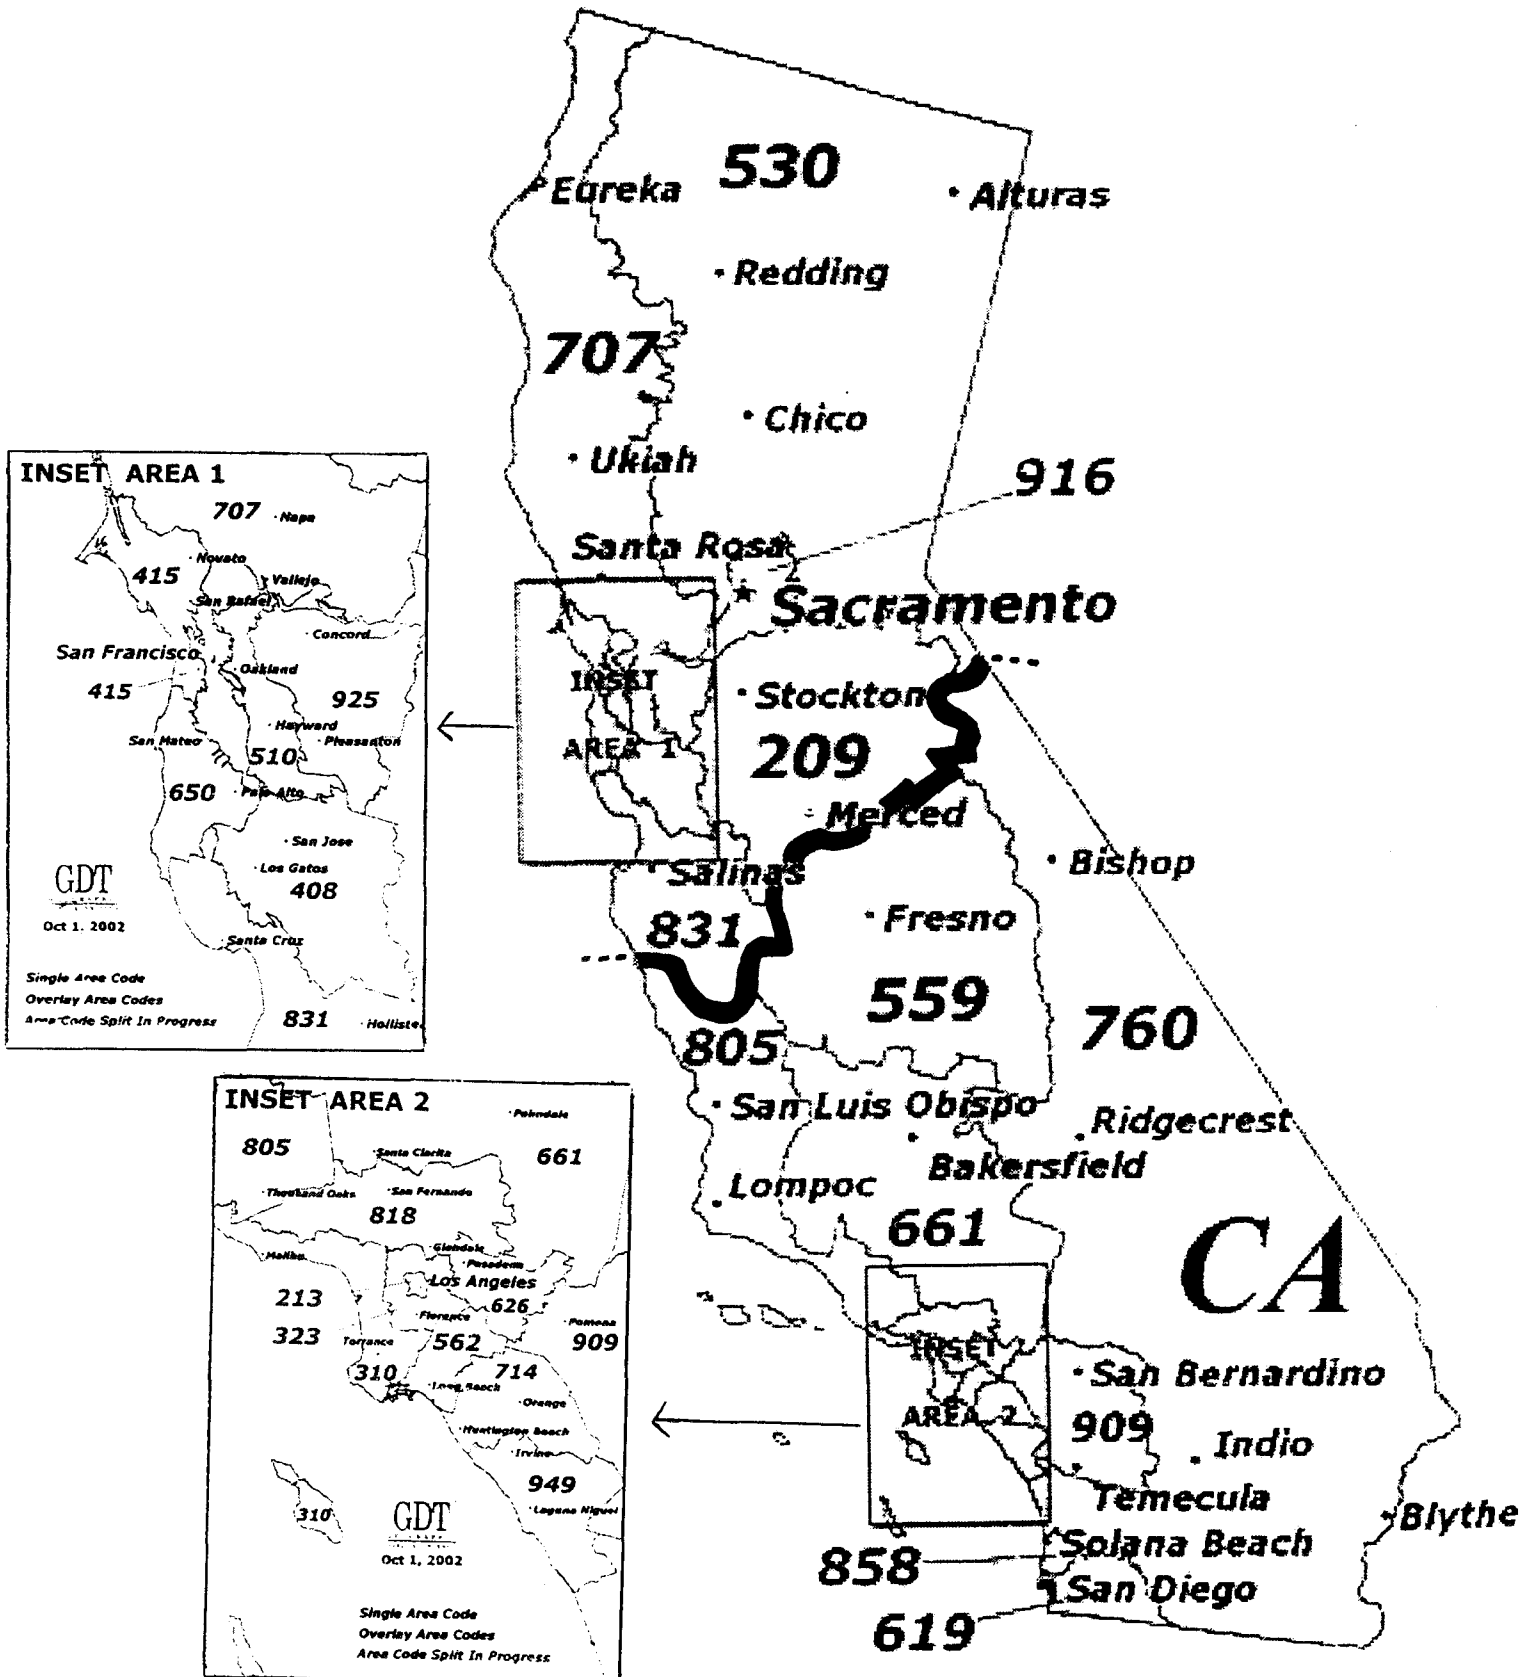 530
Eureka
Alturas
Redding
707
Chico
Ukiah
916
Santa Rosa
Sacramento
INSET
AREA 1
Stockton
209
Merced
Salinas
Bishop
831
Fresno
559
760
805
San Luis Obispo
Ridgecrest
Bakersfield
Lompoc
661
CA
INSET
AREA 2
San Bernardino
909
Indio
Temecula
Blythe
Solana Beach
858
San Diego
619
INSET AREA 1
707
Napa
Novato
415
Vallejo
San Rafael
Concord
San Francisco
Oakland
415
925
Hayward
San Mateo
Pleasanton
510
650
Palo Alto
San Jose
Los Gatos
GDT
408
Oct 1. 2002
Santa Cruz
Single Area Code
Overlay Area Codes
Area Code Split In Progress
831
Holliste
INSET AREA 2
Palmdale
805
Santa Clarita
661
Thousand Oaks
San Fernando
818
Malibu
Glendale
Pasadena
Los Angeles
213
626
Florence
Pomona
323
Torrance
562
909
310
714
Long Beach
Orange
Huntington Beach
Irvine
949
310
GDT
Laguna Niguel
Oct 1, 2002
Single Area Code
Overlay Area Codes
Area Code Split In Progress